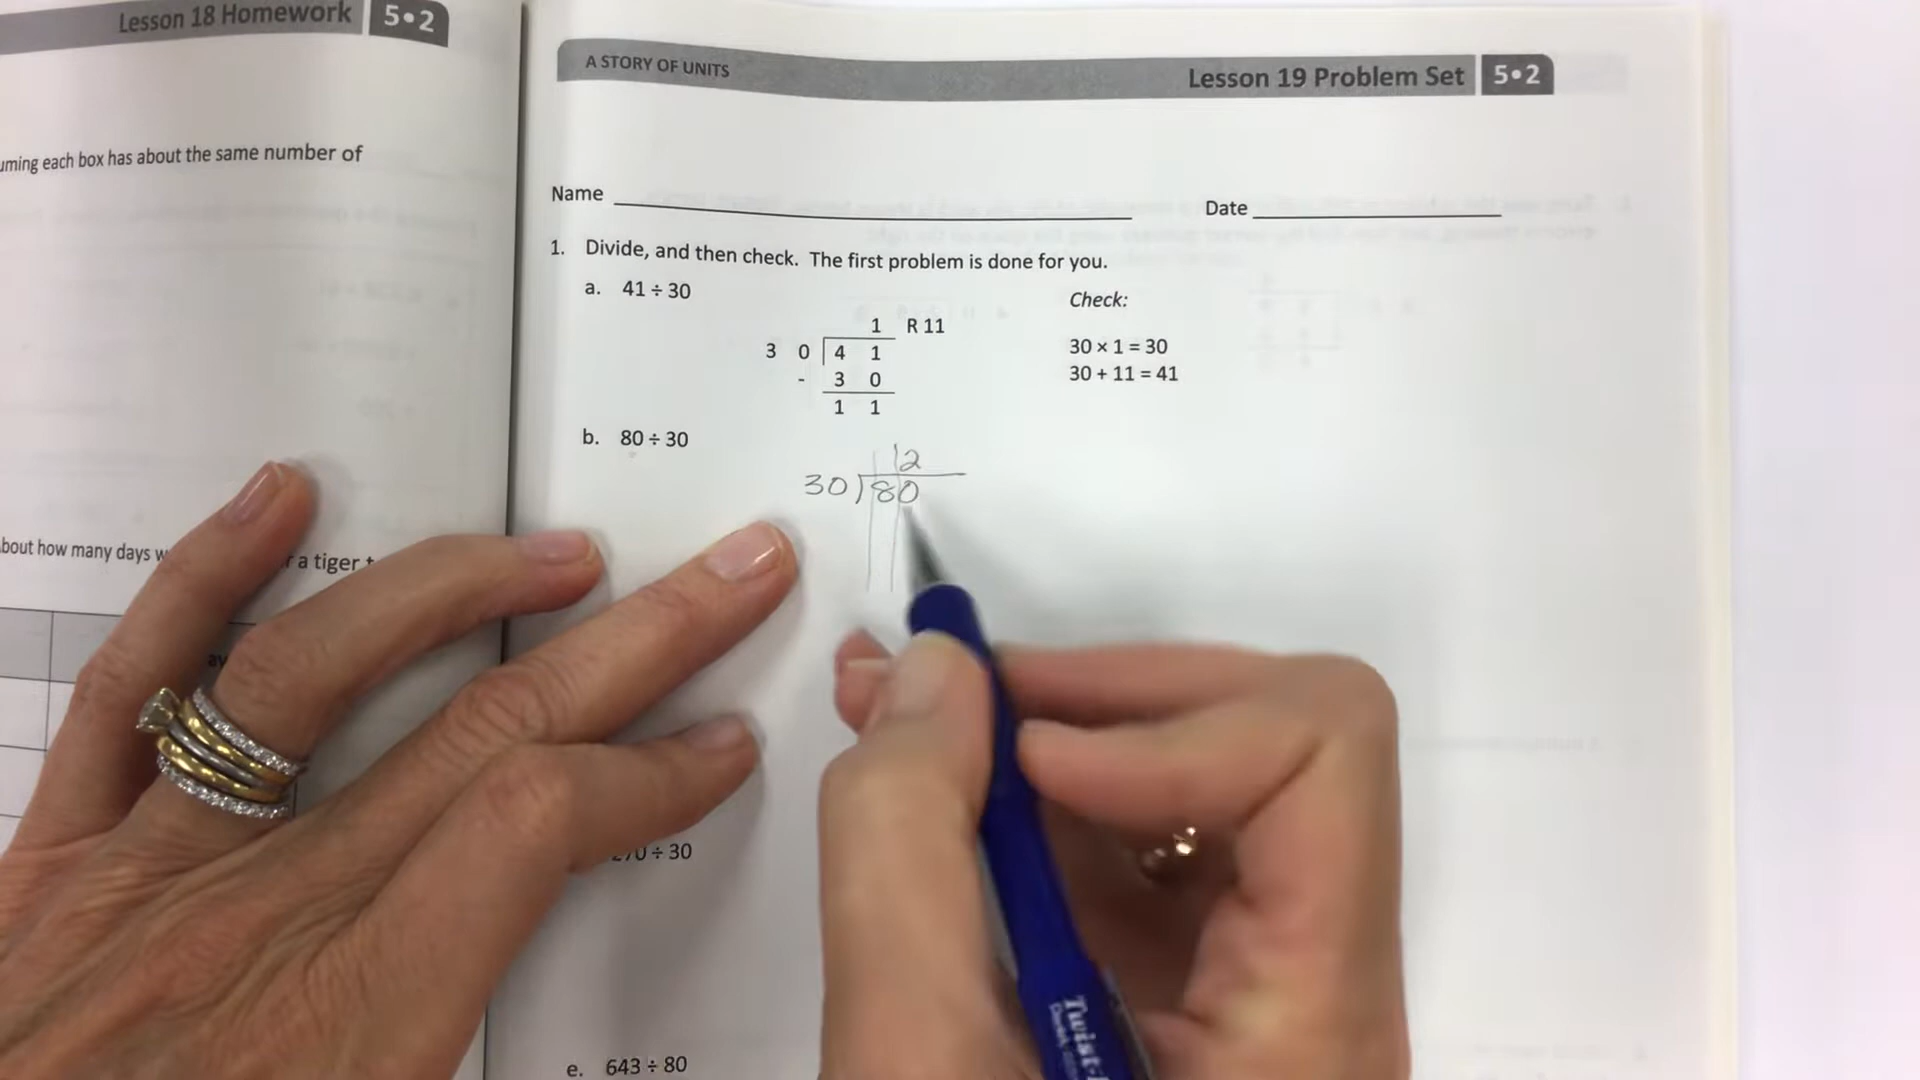 Lesson 18 Homework 5•2
each box has about the same number of
how many days
a tiger
A STORY OF UNITS
Lesson 19 Problem Set 5•2
Name
Date
1. Divide, and then check. The first problem is done for you.
a. 41 ÷ 30
1 R 11
3 0 4 1
- 3 0
1 1
Check:
30 × 1 = 30
30 + 11 = 41
b. 80 ÷ 30
2
30)80
÷ 30
e. 643 ÷ 80